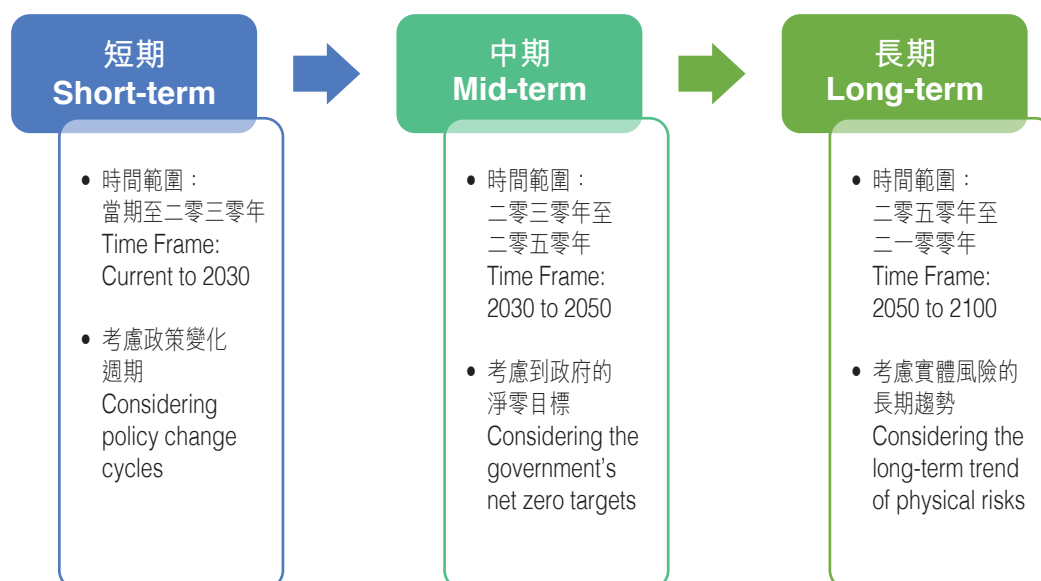 短期
Short-term
• 時間範圍：
當期至二零三零年
Time Frame:
Current to 2030
• 考慮政策變化
週期
Considering
policy change
cycles
中期
Mid-term
• 時間範圍：
二零三零年至
二零五零年
Time Frame:
2030 to 2050
• 考慮到政府的
淨零目標
Considering the
government’s
net zero targets
長期
Long-term
• 時間範圍：
二零五零年至
二一零零年
Time Frame:
2050 to 2100
• 考慮實體風險的
長期趨勢
Considering the
long-term trend
of physical risks